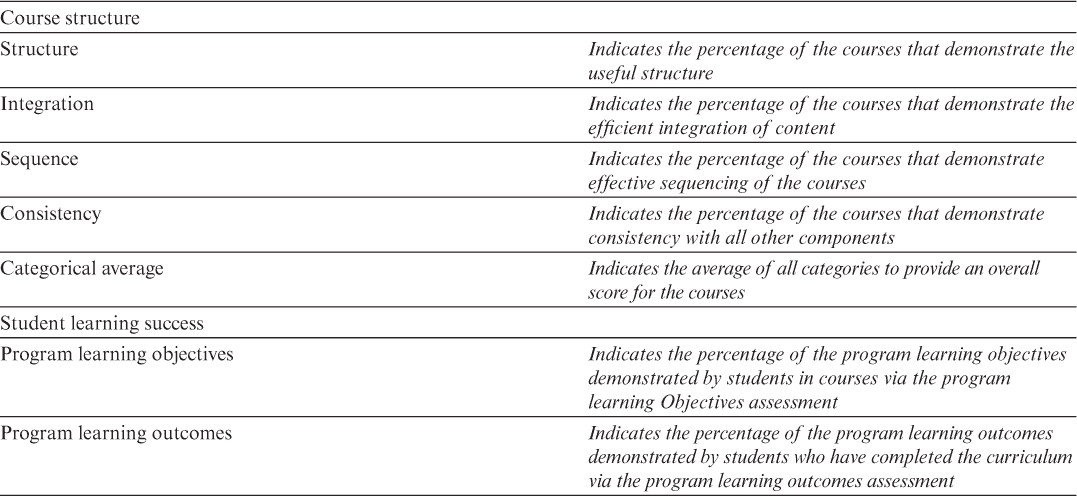 Course structure
Structure
Indicates the percentage of the courses that demonstrate the
useful structure
Integration
Indicates the percentage of the courses that demonstrate the
efficient integration of content
Sequence
Indicates the percentage of the courses that demonstrate
effective sequencing of the courses
Consistency
Indicates the percentage of the courses that demonstrate
consistency with all other components
Categorical average
Indicates the average of all categories to provide an overall
score for the courses
Student learning success
Program learning objectives
Indicates the percentage of the program learning objectives
demonstrated by students in courses via the program
learning Objectives assessment
Program learning outcomes
Indicates the percentage of the program learning outcomes
demonstrated by students who have completed the curriculum
via the program learning outcomes assessment